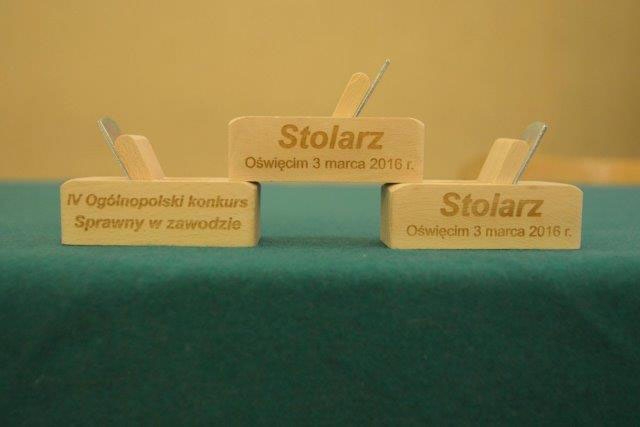 Stolarz
Oświęcim 3 marca 2016 r.
IV Ogólnopolski konkurs
Sprawny w zawodzie
Stolarz
Oświęcim 3 marca 2016 r.